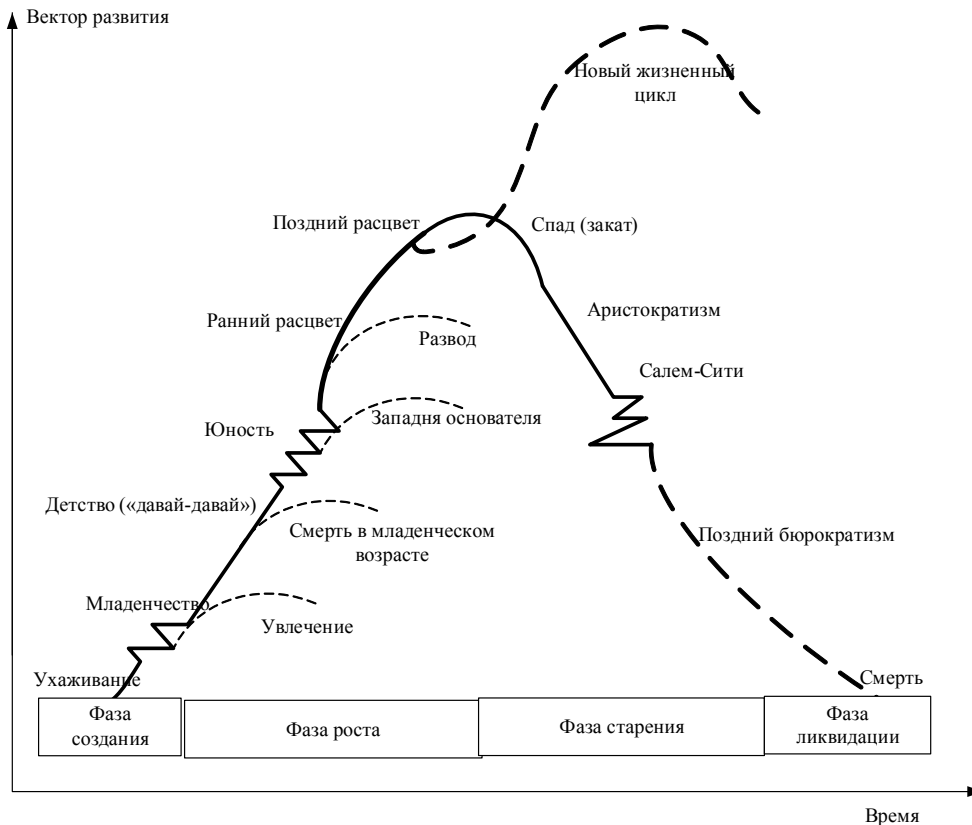 Вектор развития
Новый жизненный
цикл
Поздний расцвет
Спад (закат)
Аристократизм
Ранний расцвет
Развод
Салем-Сити
Западня основателя
Юность
Детство («давай-давай»)
Смерть в младенческом
возрасте
Поздний бюрократизм
Младенчество
Увлечение
Ухаживание
Смерть
Фаза
создания
Фаза роста
Фаза старения
Фаза
ликвидации
Время